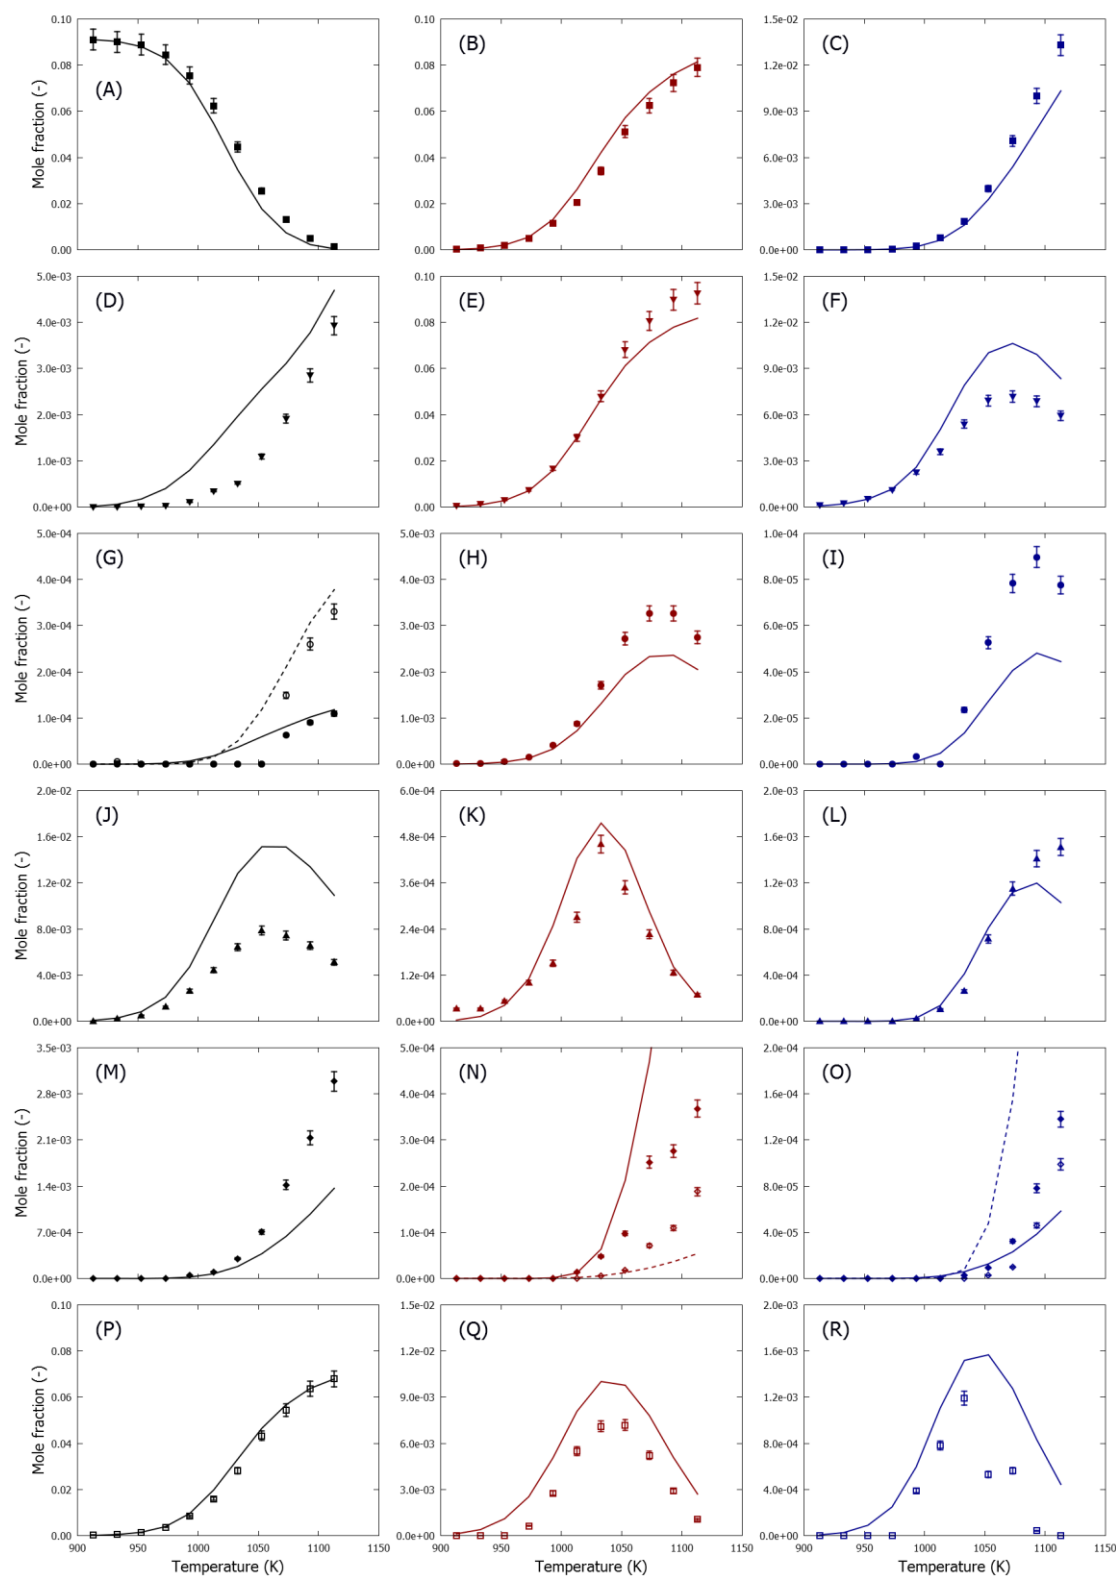 0.10 0.10 1.5e-02
(A) (B) (C)
0.08 0.08 1.2e-02
0.06 0.06 9.0e-03
0.04 0.04 6.0e-03
0.02 0.02 3.0e-03
0.00 0.00 0.0e+00
Mole fraction (-)
5.0e-03 0.10 1.5e-02
(D) (E) (F)
4.0e-03 0.08 1.2e-02
3.0e-03 0.06 9.0e-03
2.0e-03 0.04 6.0e-03
1.0e-03 0.02 3.0e-03
0.0e+00 0.00 0.0e+00
Mole fraction (-)
5.0e-04 5.0e-03 1.0e-04
(G) (H) (I)
4.0e-04 4.0e-03 8.0e-05
3.0e-04 3.0e-03 6.0e-05
2.0e-04 2.0e-03 4.0e-05
1.0e-04 1.0e-03 2.0e-05
0.0e+00 0.0e+00 0.0e+00
Mole fraction (-)
2.0e-02 6.0e-04 2.0e-03
(J) (K) (L)
1.6e-02 4.8e-04 1.6e-03
1.2e-02 3.6e-04 1.2e-03
8.0e-03 2.4e-04 8.0e-04
4.0e-03 1.2e-04 4.0e-04
0.0e+00 0.0e+00 0.0e+00
Mole fraction (-)
3.5e-03 5.0e-04 2.0e-04
(M) (N) (O)
2.8e-03 4.0e-04 1.6e-04
2.1e-03 3.0e-04 1.2e-04
1.4e-03 2.0e-04 8.0e-05
7.0e-04 1.0e-04 4.0e-05
0.0e+00 0.0e+00 0.0e+00
Mole fraction (-)
0.10 1.5e-02 2.0e-03
(P) (Q) (R)
0.08 1.2e-02 1.6e-03
0.06 9.0e-03 1.2e-03
0.04 6.0e-03 8.0e-04
0.02 3.0e-03 4.0e-04
0.00 0.0e+00 0.0e+00
Mole fraction (-)
900 950 1000 1050 1100 1150 900 950 1000 1050 1100 1150 900 950 1000 1050 1100 1150
Temperature (K) Temperature (K) Temperature (K)